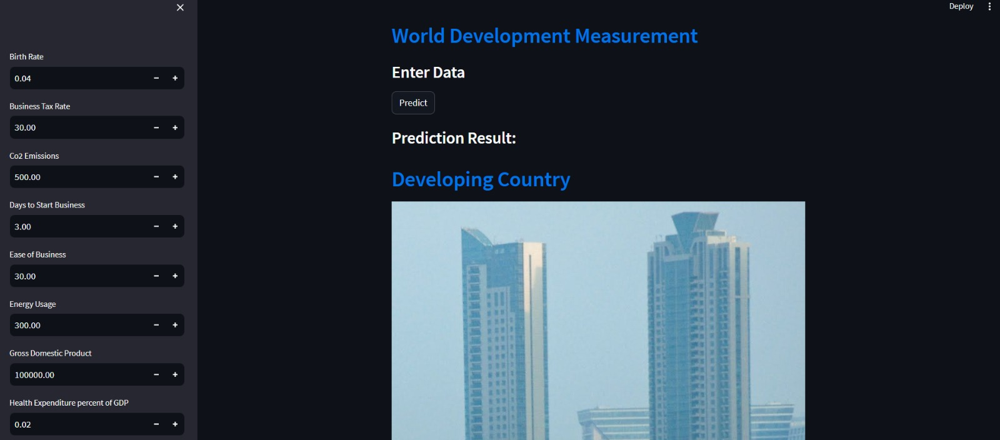 Birth Rate
0.04
Business Tax Rate
30.00
Co2 Emissions
500.00
Days to Start Business
3.00
Ease of Business
30.00
Energy Usage
300.00
Gross Domestic Product
100000.00
Health Expenditure percent of GDP
0.02
Deploy
World Development Measurement
Enter Data
Predict
Prediction Result:
Developing Country